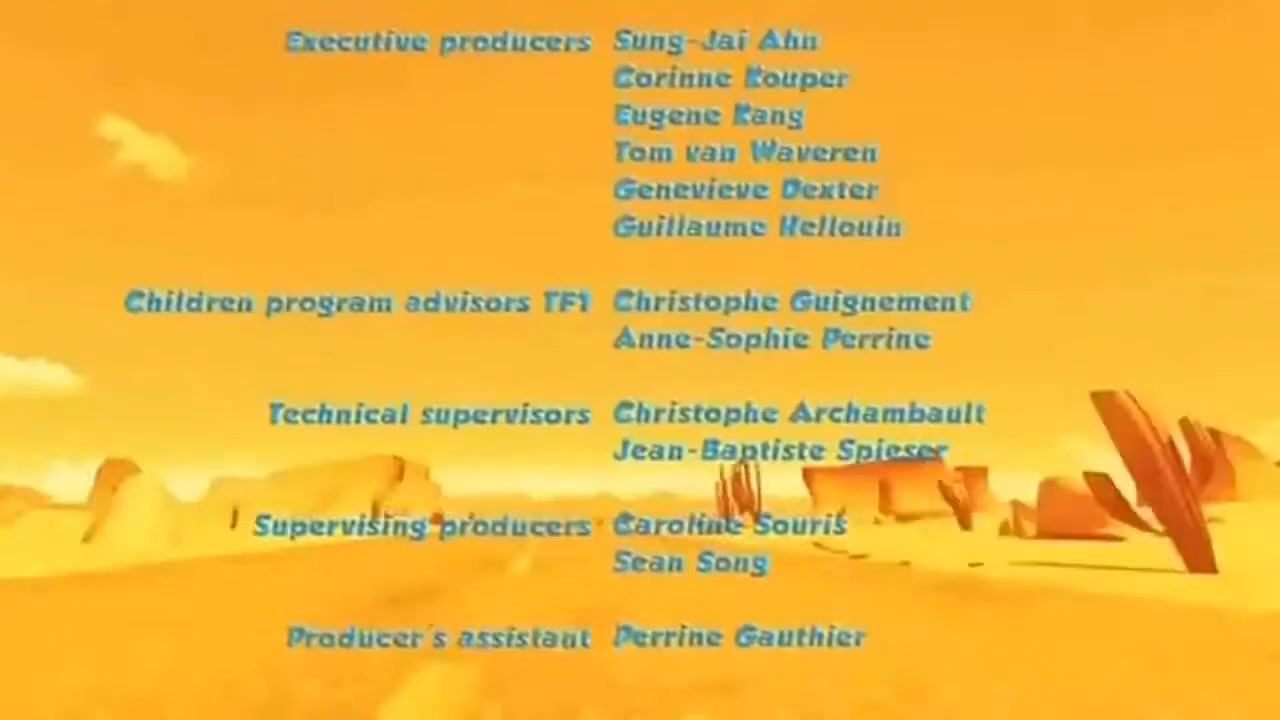 Executive producers Sung-Jai Ahn
Corinne Kouper
Eugene Kang
Tom van Waveren
Genevieve Dexter
Guillaume Hellouin
Children program advisors TF1 Christophe Guignement
Anne-Sophie Perrine
Technical supervisors Christophe Archambault
Jean-Baptiste Spieser
Supervising producers Caroline Souris
Sean Song
Producer's assistant Perrine Gauthier